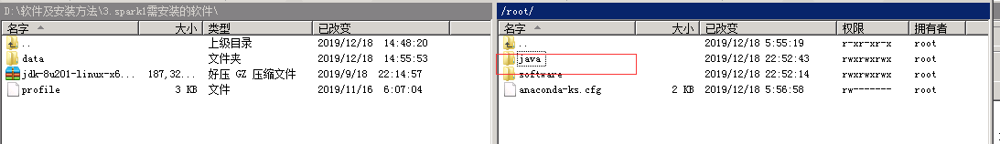 D:\软件及安装方法\3.spark1需安装的软件\
名字 大小 类型 已改变
.. 上级目录 2019/12/18 14:48:20
data 文件夹 2019/12/18 14:55:53
jdk-8u201-linux-x6... 187,32... 好压 GZ 压缩文件 2019/9/18 22:14:57
profile 3 KB 文件 2019/11/16 6:07:04
/root/
名字 大小 已改变 权限 拥有者
.. 2019/12/18 5:55:19 r-xr-xr-x root
java 2019/12/18 22:52:43 rwxrwxrwx root
software 2019/12/18 22:52:14 rwxrwxrwx root
anaconda-ks.cfg 2 KB 2019/12/18 5:56:58 rw------- root